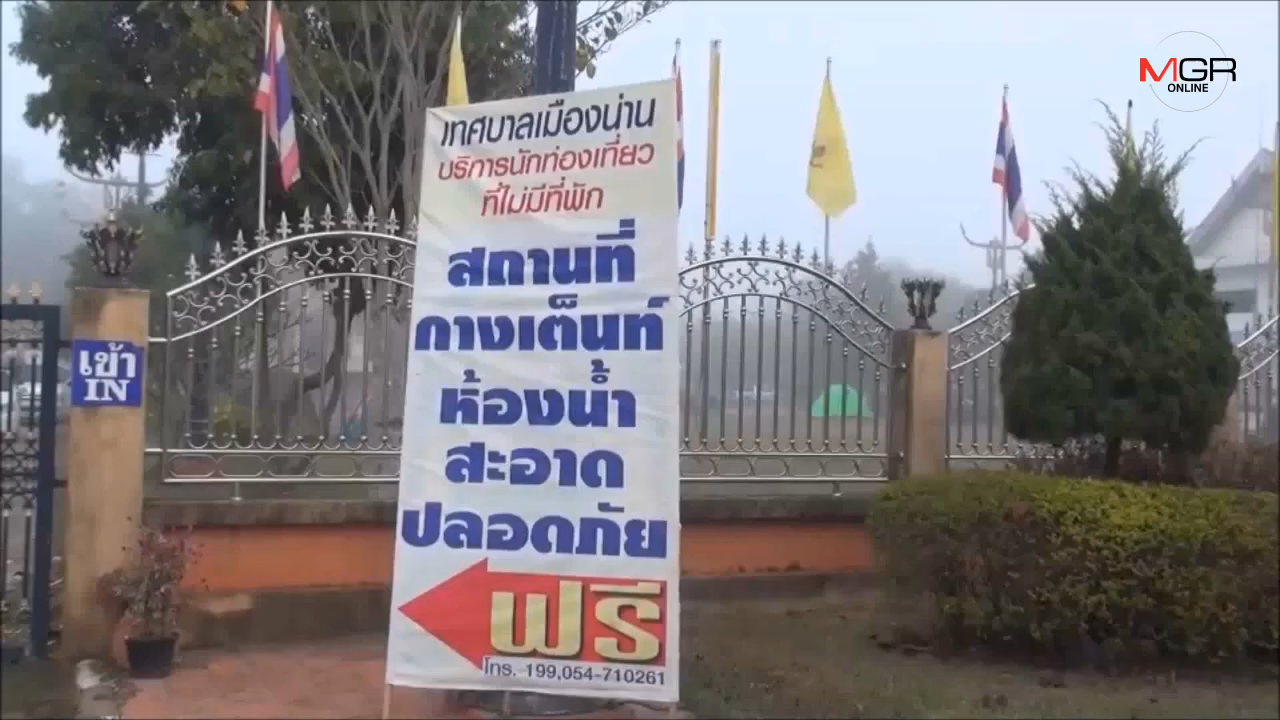 MGR
ONLINE
เทศบาลเมืองน่าน
บริการนักท่องเที่ยว
ที่ไม่มีที่พัก
สถานที่
กางเต็นท์
ห้องน้ำ
สะอาด
ปลอดภัย
ฟรี
โทร. 199,054-710261
เข้า
IN